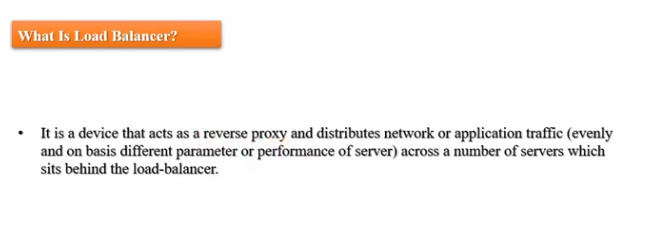 What Is Load Balancer?
• It is a device that acts as a reverse proxy and distributes network or application traffic (evenly
and on basis different parameter or performance of server) across a number of servers which
sits behind the load-balancer.